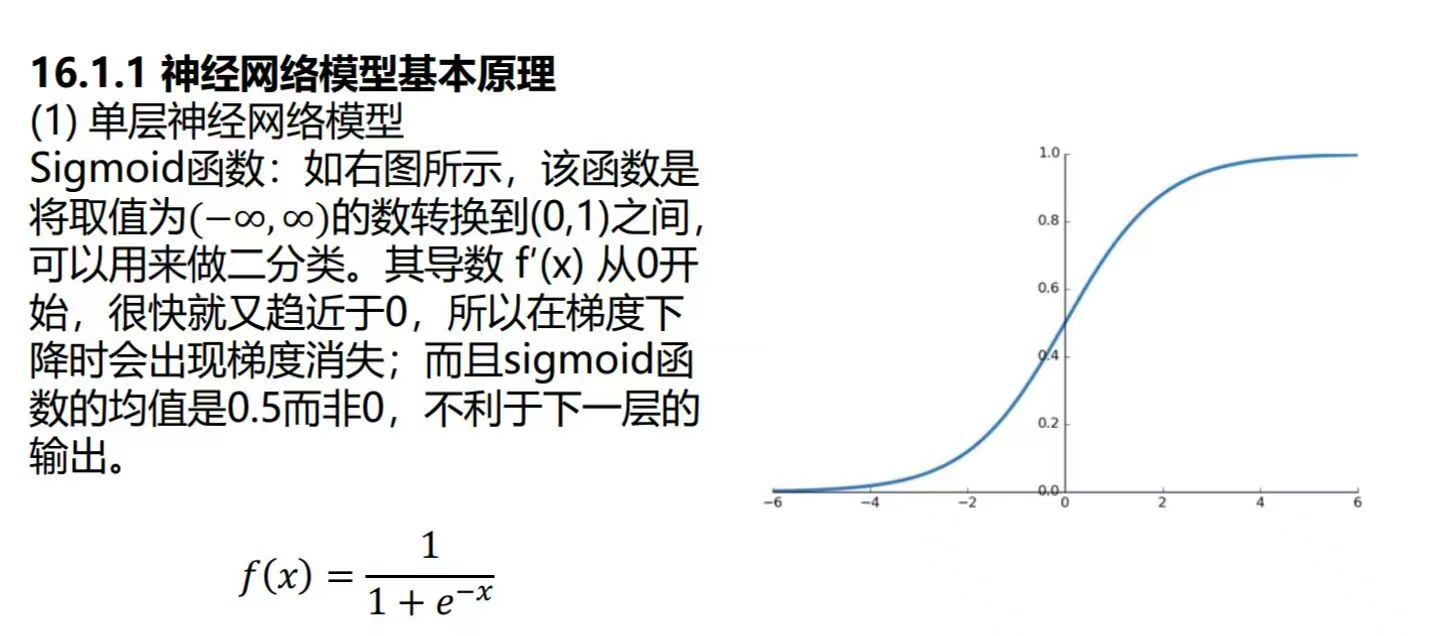 16.1.1 神经网络模型基本原理
(1) 单层神经网络模型
Sigmoid函数：如右图所示，该函数是
将取值为(−∞, ∞)的数转换到(0,1)之间,
可以用来做二分类。其导数 f′(x) 从0开
始，很快就又趋近于0，所以在梯度下
降时会出现梯度消失；而且sigmoid函
数的均值是0.5而非0，不利于下一层的
输出。
f(x) = 1 / (1 + e^{-x})
1.0
0.8
0.6
0.4
0.2
0.0
−6 −4 −2 0 2 4 6